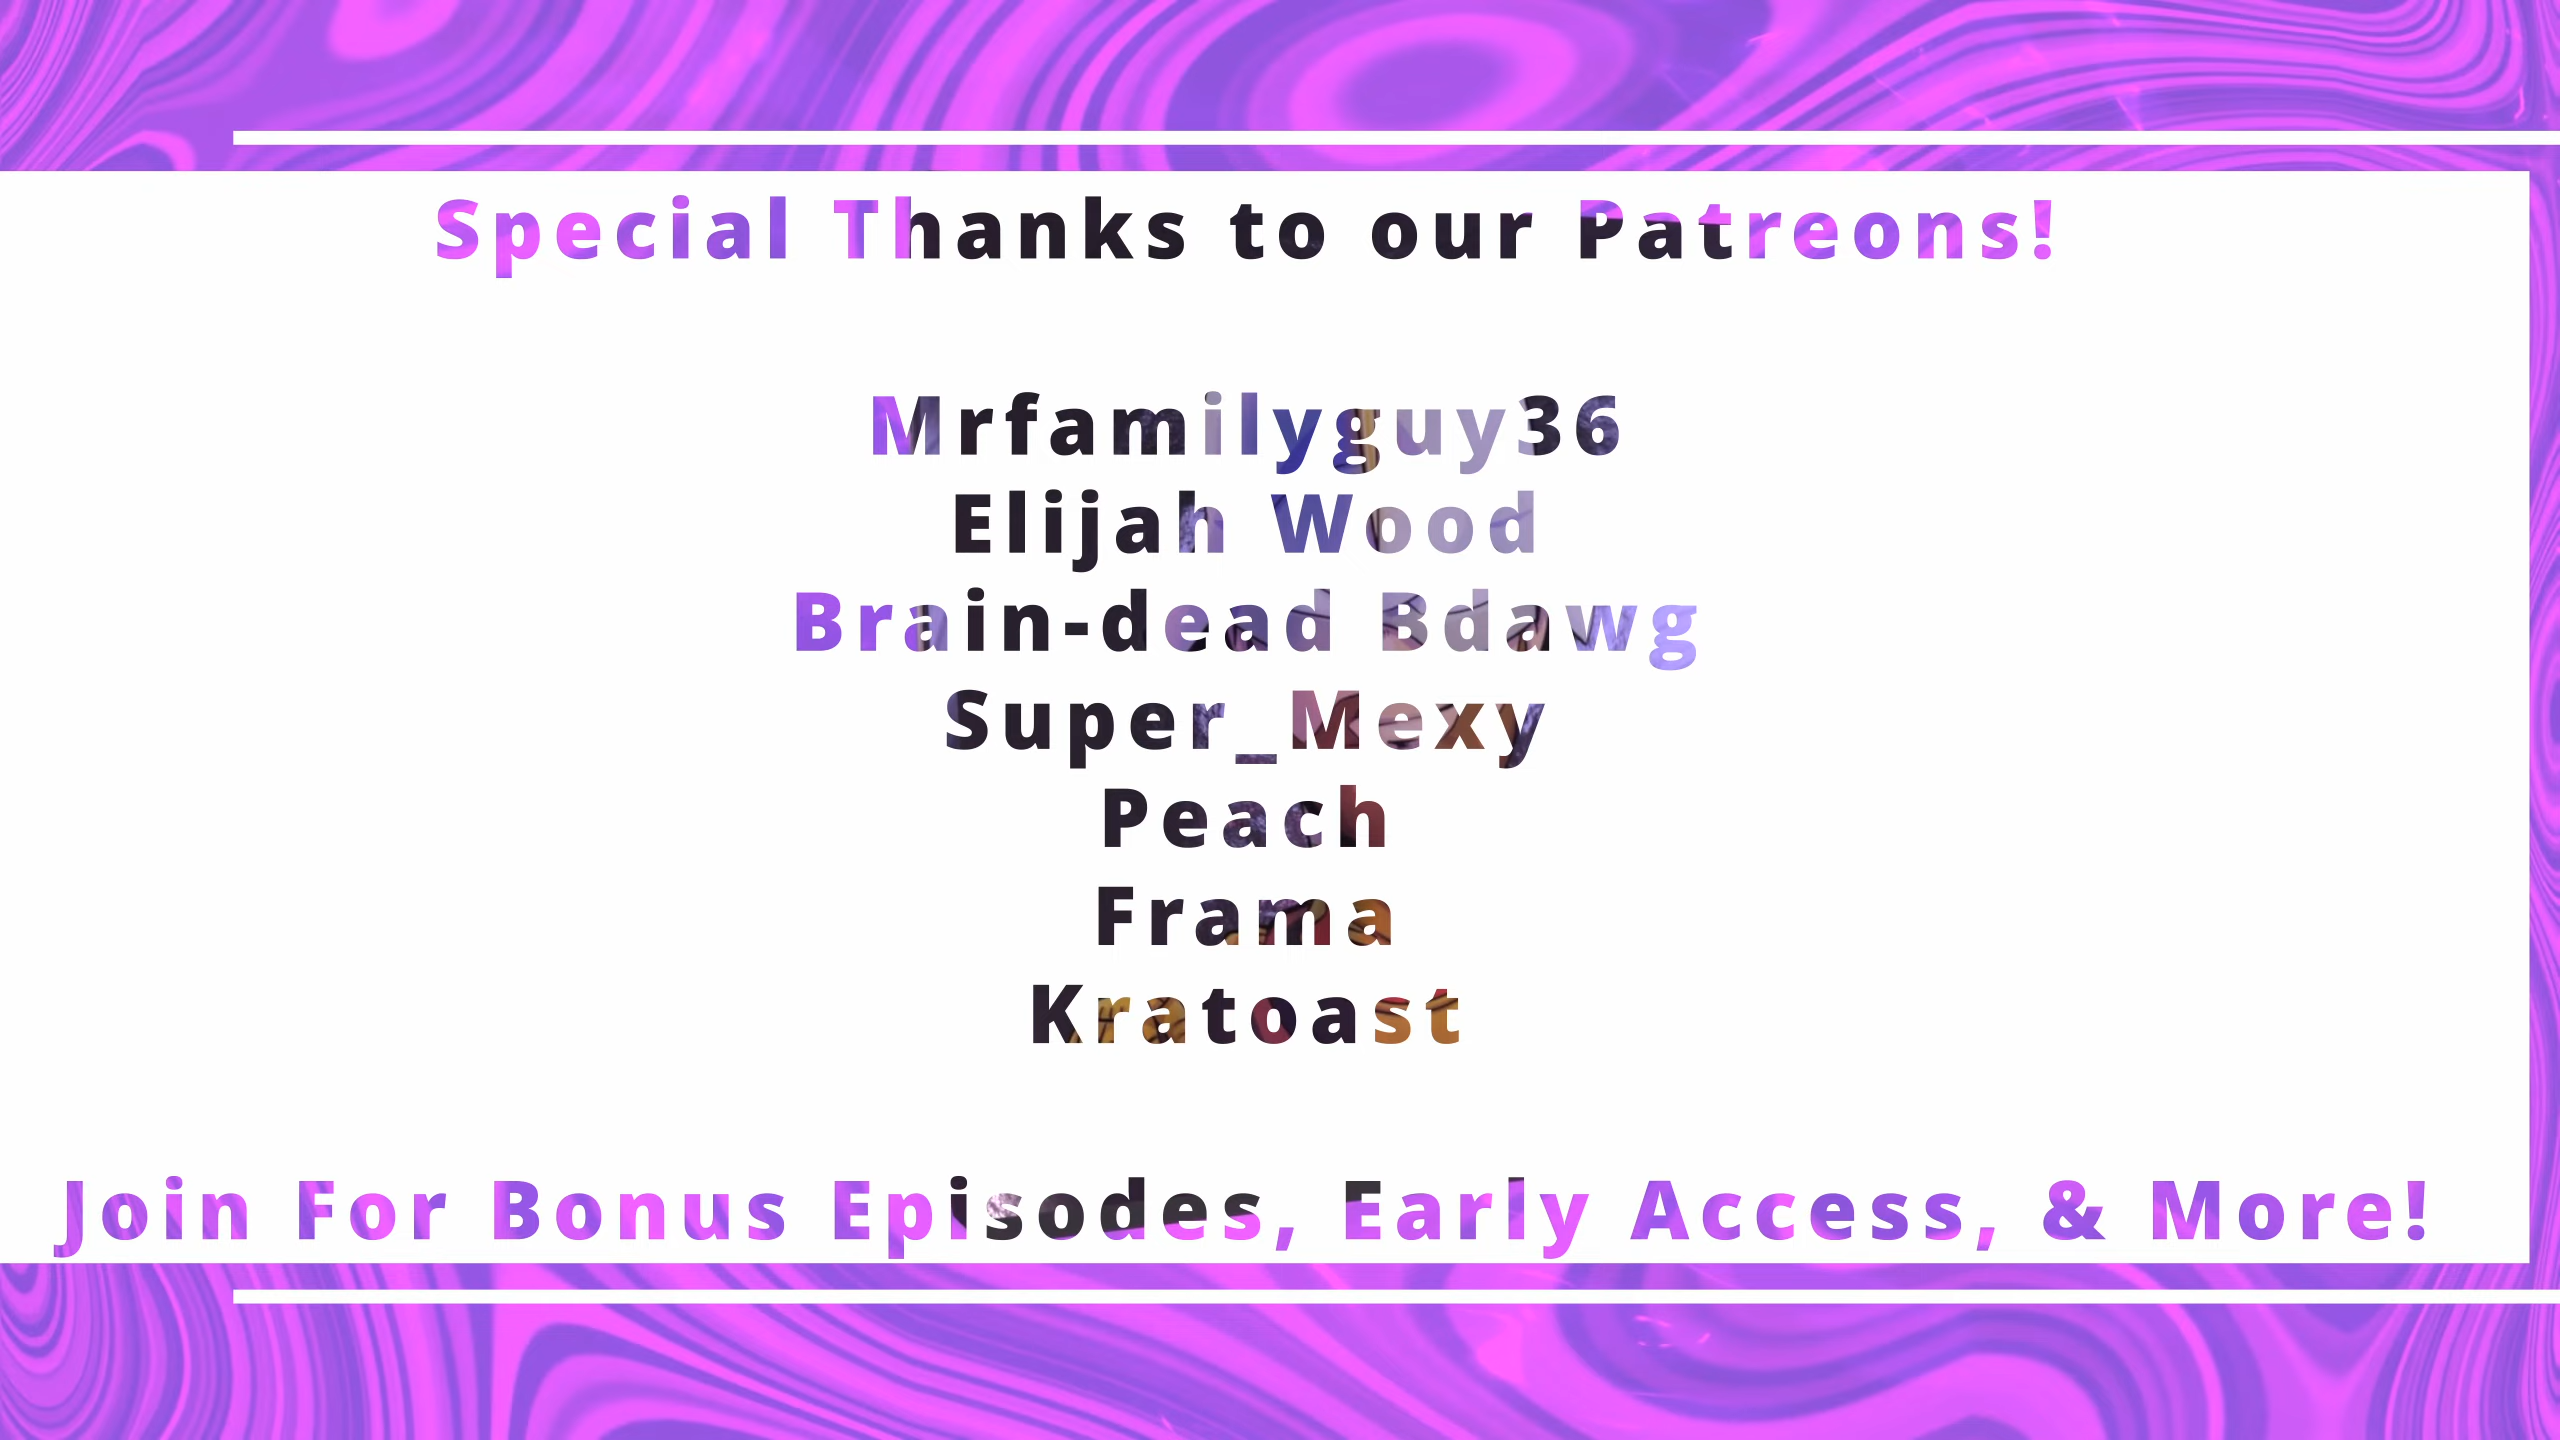 Special Thanks to our Patreons!
Mrfamilyguy36
Elijah Wood
Brain-dead Bdawg
Super_Mexy
Peach
Frama
Kratoast
Join For Bonus Episodes, Early Access, & More!